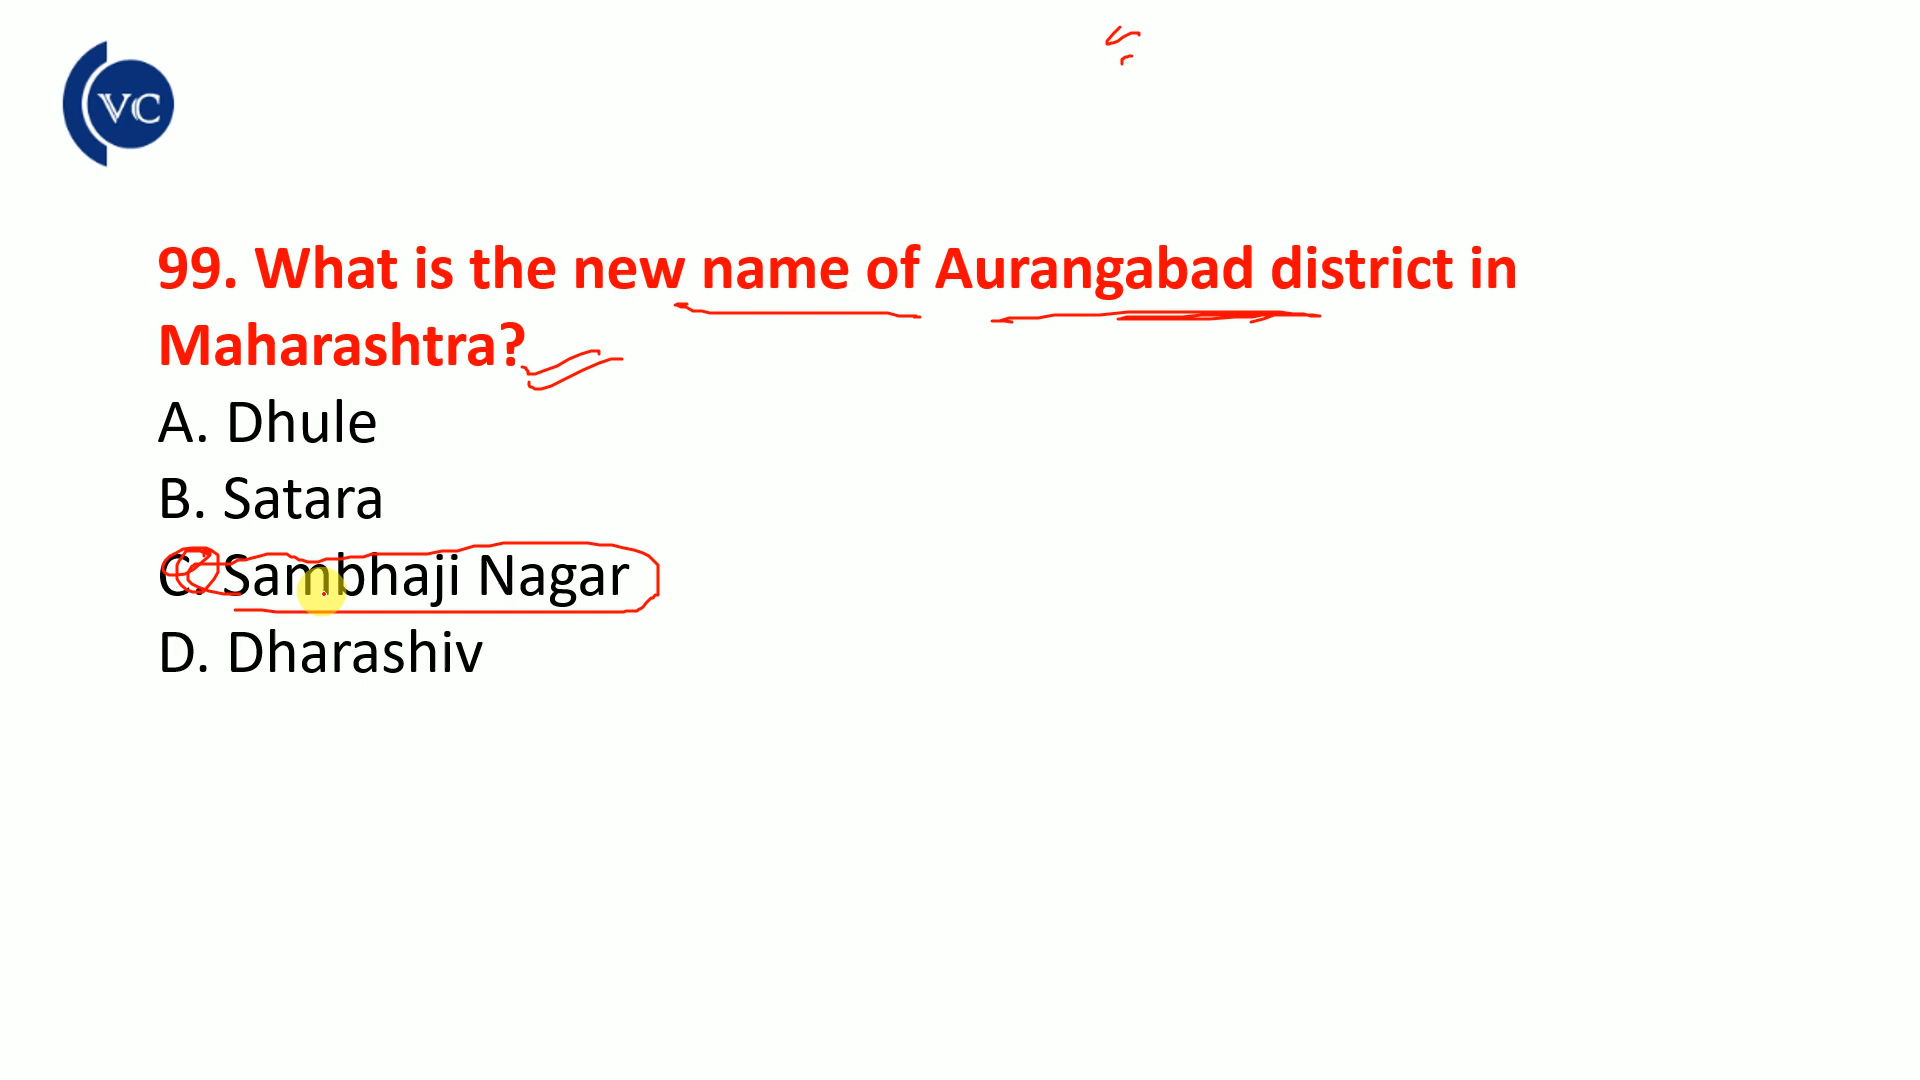 VC
99. What is the new name of Aurangabad district in
Maharashtra?
A. Dhule
B. Satara
C. Sambhaji Nagar
D. Dharashiv